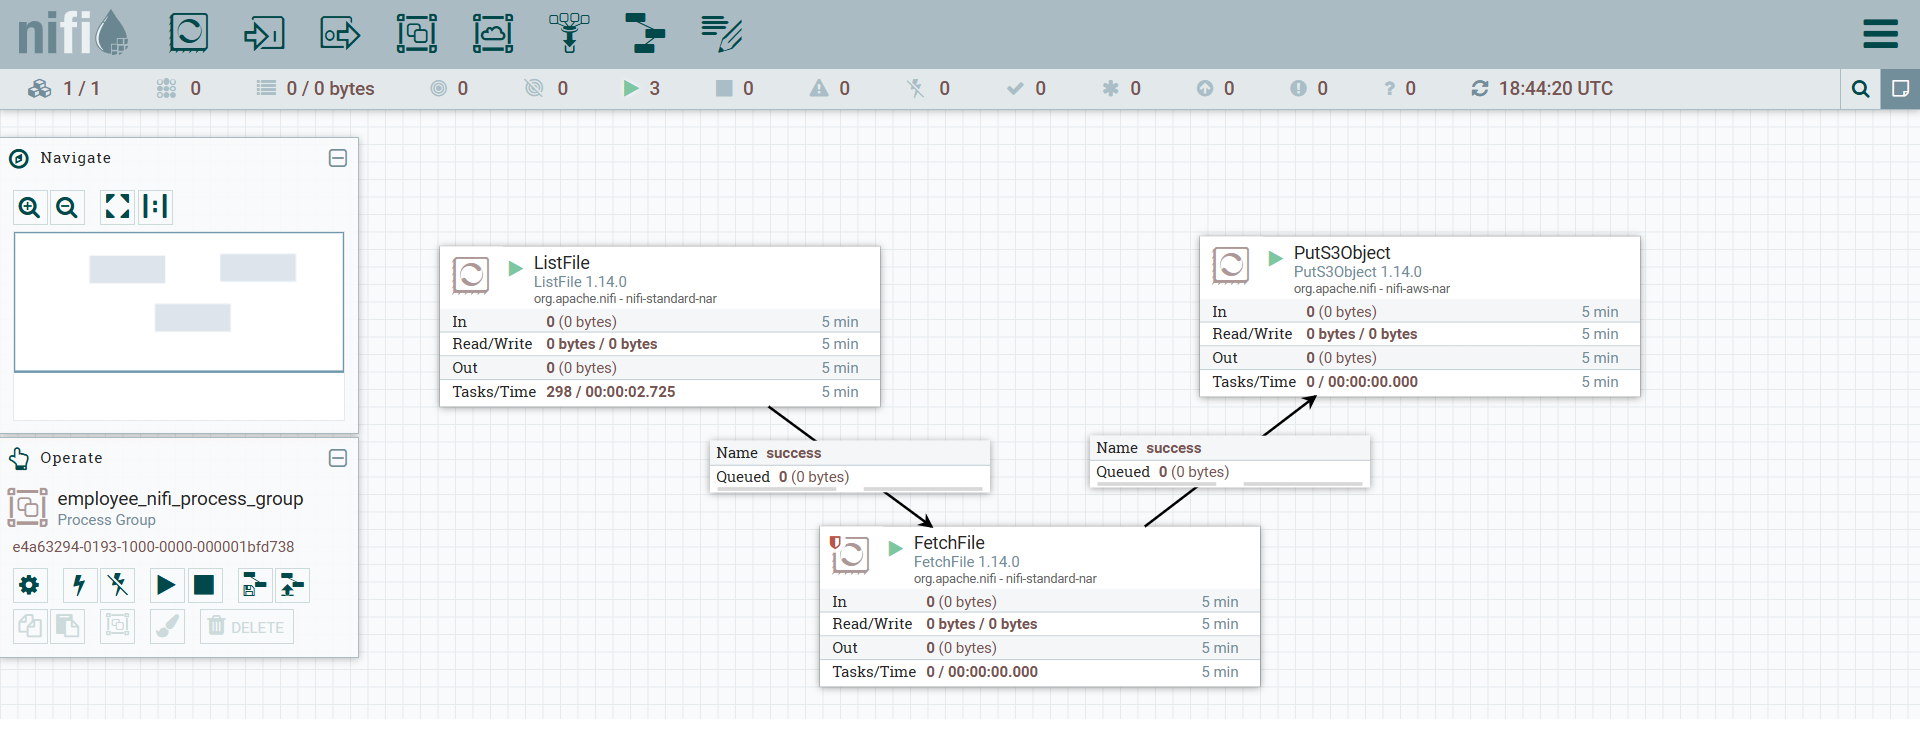 nifi
1 / 1 0 0 / 0 bytes 0 0 3 0 0 0 0 0 0 0 ? 0 18:44:20 UTC
Navigate
Operate
employee_nifi_process_group
Process Group
e4a63294-0193-1000-0000-000001bfd738
DELETE
ListFile
ListFile 1.14.0
org.apache.nifi - nifi-standard-nar
In 0 (0 bytes) 5 min
Read/Write 0 bytes / 0 bytes 5 min
Out 0 (0 bytes) 5 min
Tasks/Time 298 / 00:00:02.725 5 min
Name success
Queued 0 (0 bytes)
FetchFile
FetchFile 1.14.0
org.apache.nifi - nifi-standard-nar
In 0 (0 bytes) 5 min
Read/Write 0 bytes / 0 bytes 5 min
Out 0 (0 bytes) 5 min
Tasks/Time 0 / 00:00:00.000 5 min
Name success
Queued 0 (0 bytes)
PutS3Object
PutS3Object 1.14.0
org.apache.nifi - nifi-aws-nar
In 0 (0 bytes) 5 min
Read/Write 0 bytes / 0 bytes 5 min
Out 0 (0 bytes) 5 min
Tasks/Time 0 / 00:00:00.000 5 min